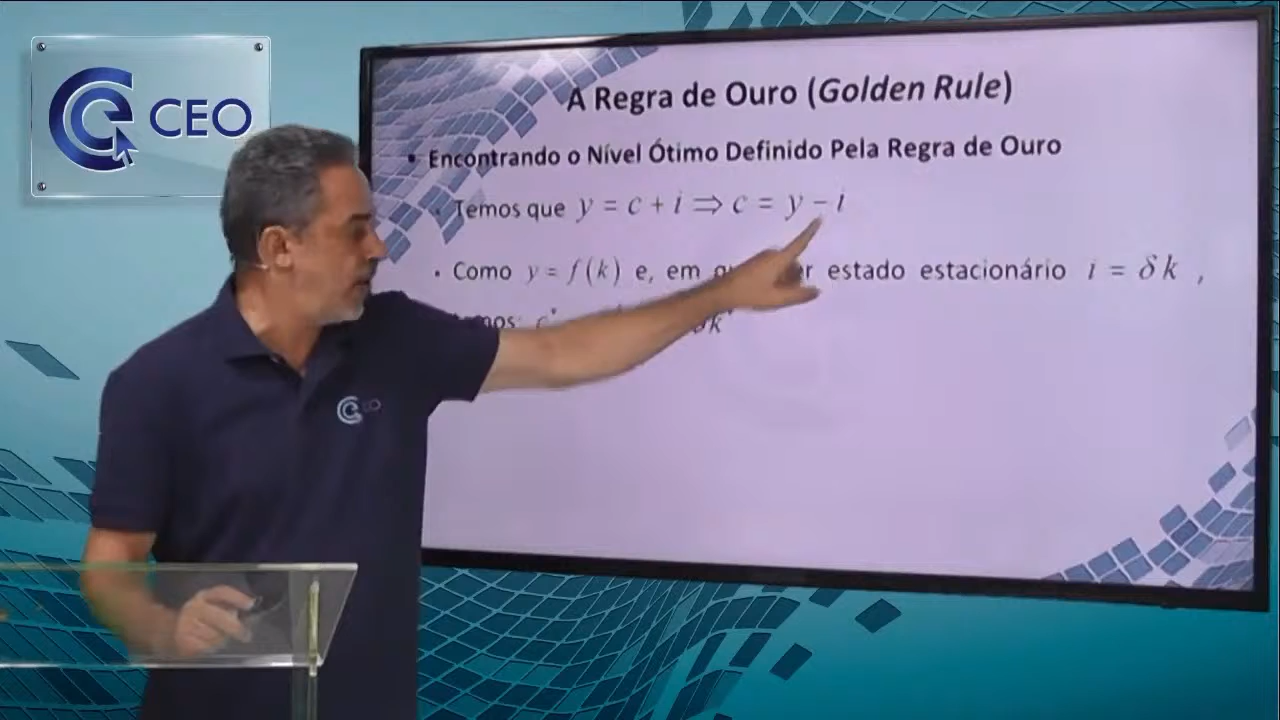 CEO
A Regra de Ouro (Golden Rule)
• Encontrando o Nível Ótimo Definido Pela Regra de Ouro
• Temos que y = c + i ⇒ c = y − i
• Como y = f(k) e, em estado estacionário i = δk ,
c* δk*
CEO